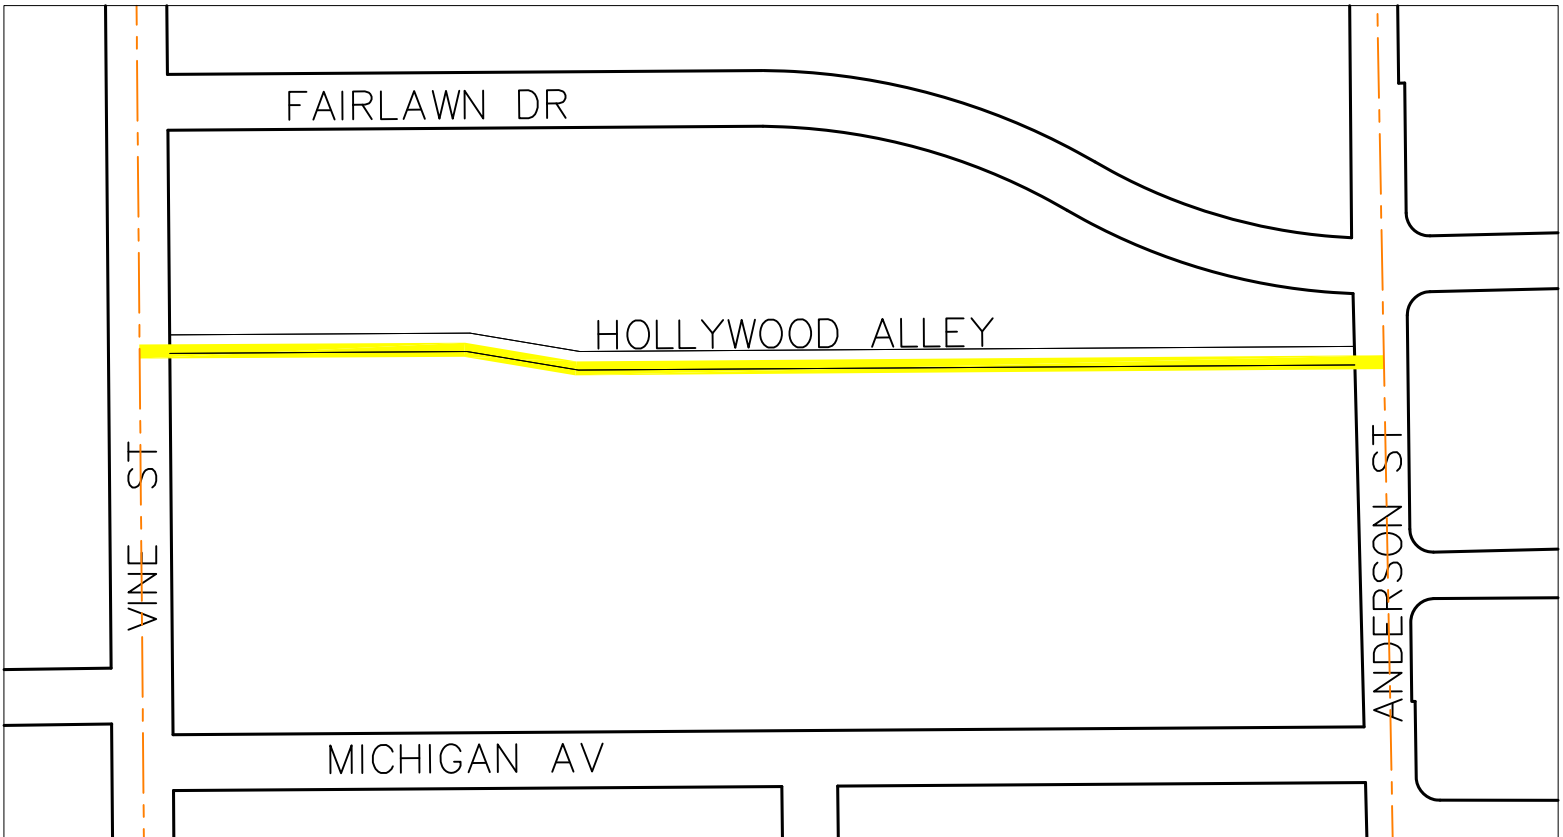 FAIRLAWN DR
HOLLYWOOD ALLEY
VINE ST
ANDERSON ST
MICHIGAN AV